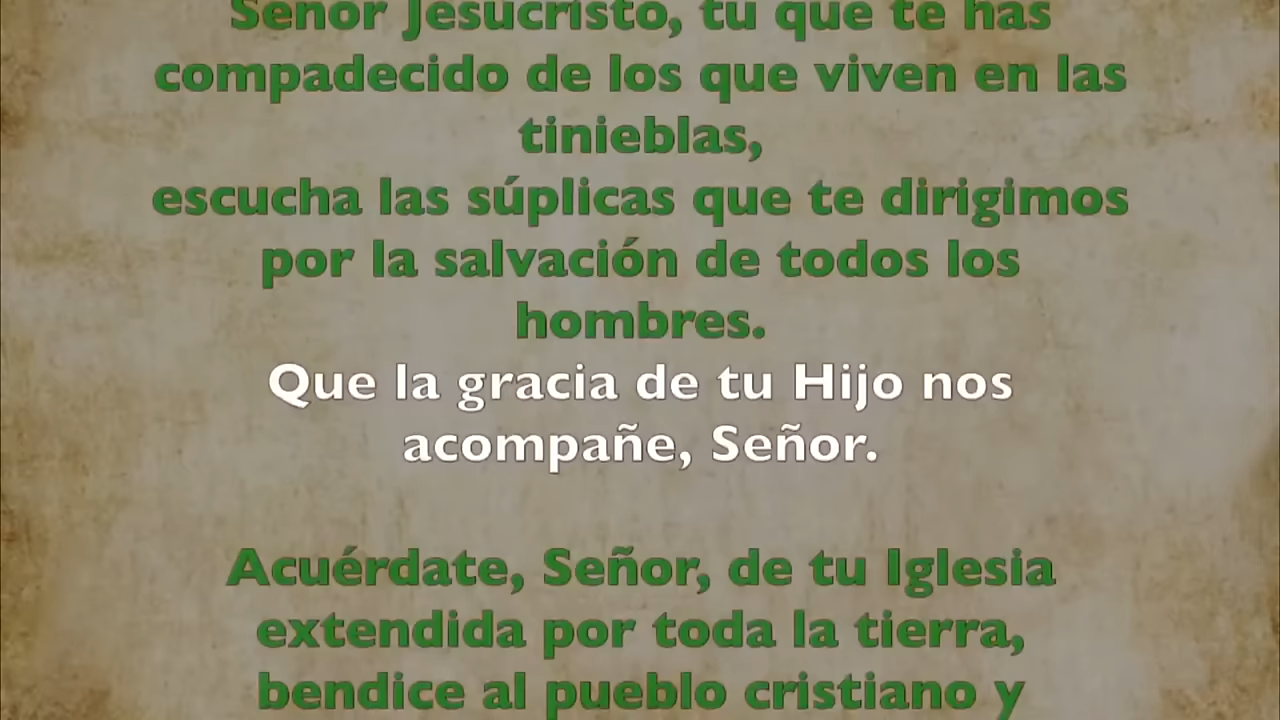 Señor Jesucristo, tú que te has
compadecido de los que viven en las
tinieblas,
escucha las súplicas que te dirigimos
por la salvación de todos los
hombres.
Que la gracia de tu Hijo nos
acompañe, Señor.
Acuérdate, Señor, de tu Iglesia
extendida por toda la tierra,
bendice al pueblo cristiano y